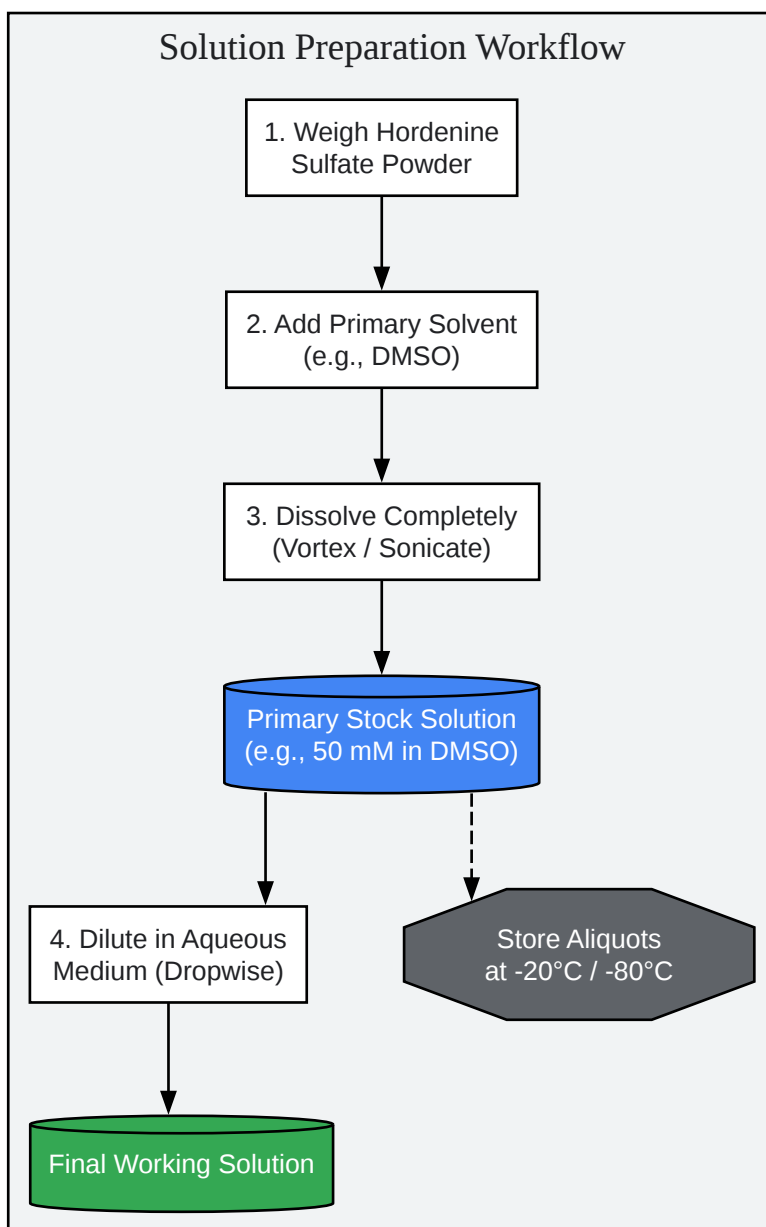 Solution Preparation Workflow
1. Weigh Hordenine
Sulfate Powder
2. Add Primary Solvent
(e.g., DMSO)
3. Dissolve Completely
(Vortex / Sonicate)
Primary Stock Solution
(e.g., 50 mM in DMSO)
4. Dilute in Aqueous
Medium (Dropwise)
Store Aliquots
at -20°C / -80°C
Final Working Solution